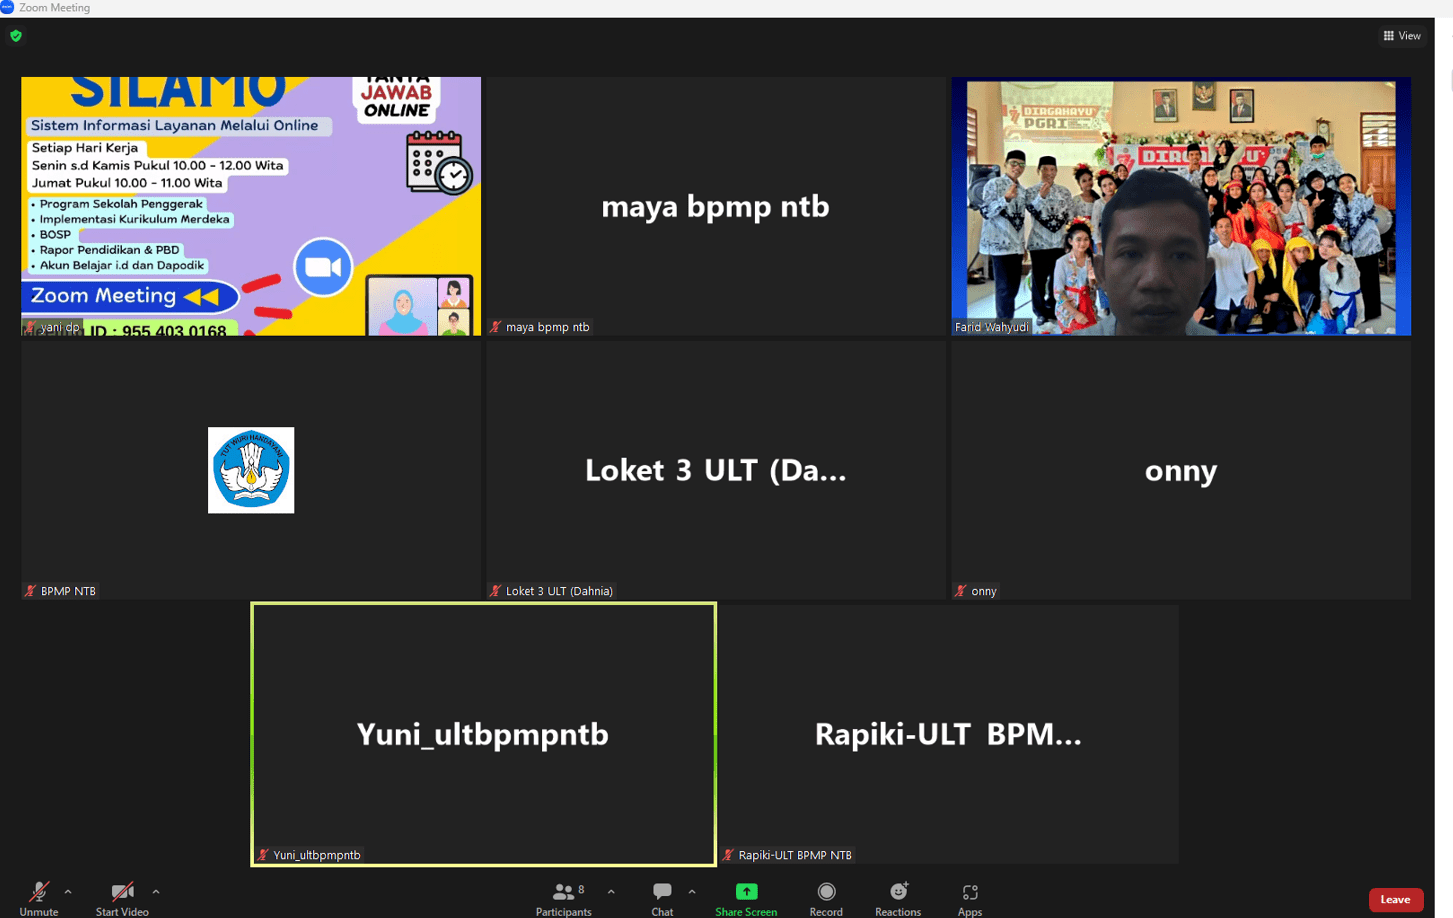 Zoom Meeting
View
SILAMO
TANYA
JAWAB
ONLINE
Sistem Informasi Layanan Melalui Online
Setiap Hari Kerja
Senin s.d Kamis Pukul 10.00 - 12.00 Wita
Jumat Pukul 10.00 - 11.00 Wita
• Program Sekolah Penggerak
• Implementasi Kurikulum Merdeka
• BOSP
• Rapor Pendidikan & PBD
• Akun Belajar i.d dan Dapodik
Zoom Meeting
ID : 955 403 0168
yani dp
maya bpmp ntb
maya bpmp ntb
DIRGAHAYU
PGRI
DIRGAHAYU
Farid Wahyudi
TUT WURI HANDAYANI
BPMP NTB
Loket 3 ULT (Da...
Loket 3 ULT (Dahnia)
onny
onny
Yuni_ultbpmpntb
Yuni_ultbpmpntb
Rapiki-ULT BPM...
Rapiki-ULT BPMP NTB
Unmute
Start Video
8
Participants
Chat
Share Screen
Record
Reactions
Apps
Leave